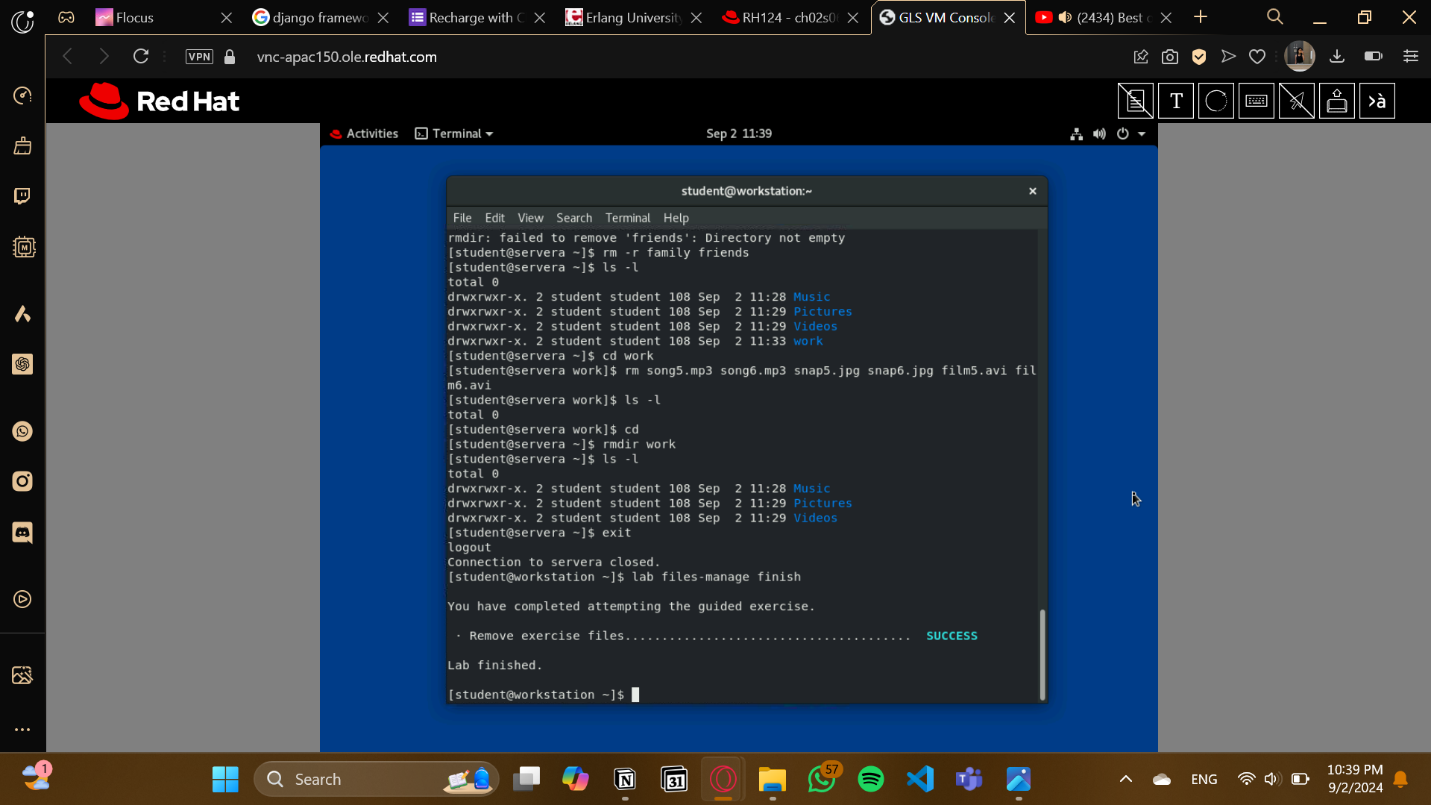 Flocus
django framewo
Recharge with C
Erlang University
RH124 - ch02s0
GLS VM Console
(2434) Best
VPN
vnc-apac150.ole.redhat.com
Red Hat
T
>à
Activities
Terminal
Sep 2 11:39
student@workstation:~
File Edit View Search Terminal Help
rmdir: failed to remove 'friends': Directory not empty
[student@servera ~]$ rm -r family friends
[student@servera ~]$ ls -l
total 0
drwxrwxr-x. 2 student student 108 Sep  2 11:28 Music
drwxrwxr-x. 2 student student 108 Sep  2 11:29 Pictures
drwxrwxr-x. 2 student student 108 Sep  2 11:29 Videos
drwxrwxr-x. 2 student student 108 Sep  2 11:33 work
[student@servera ~]$ cd work
[student@servera work]$ rm song5.mp3 song6.mp3 snap5.jpg snap6.jpg film5.avi fil
m6.avi
[student@servera work]$ ls -l
total 0
[student@servera work]$ cd
[student@servera ~]$ rmdir work
[student@servera ~]$ ls -l
total 0
drwxrwxr-x. 2 student student 108 Sep  2 11:28 Music
drwxrwxr-x. 2 student student 108 Sep  2 11:29 Pictures
drwxrwxr-x. 2 student student 108 Sep  2 11:29 Videos
[student@servera ~]$ exit
logout
Connection to servera closed.
[student@workstation ~]$ lab files-manage finish
You have completed attempting the guided exercise.
· Remove exercise files....................................... SUCCESS
Lab finished.
[student@workstation ~]$
1
Search
31
57
ENG
10:39 PM
9/2/2024